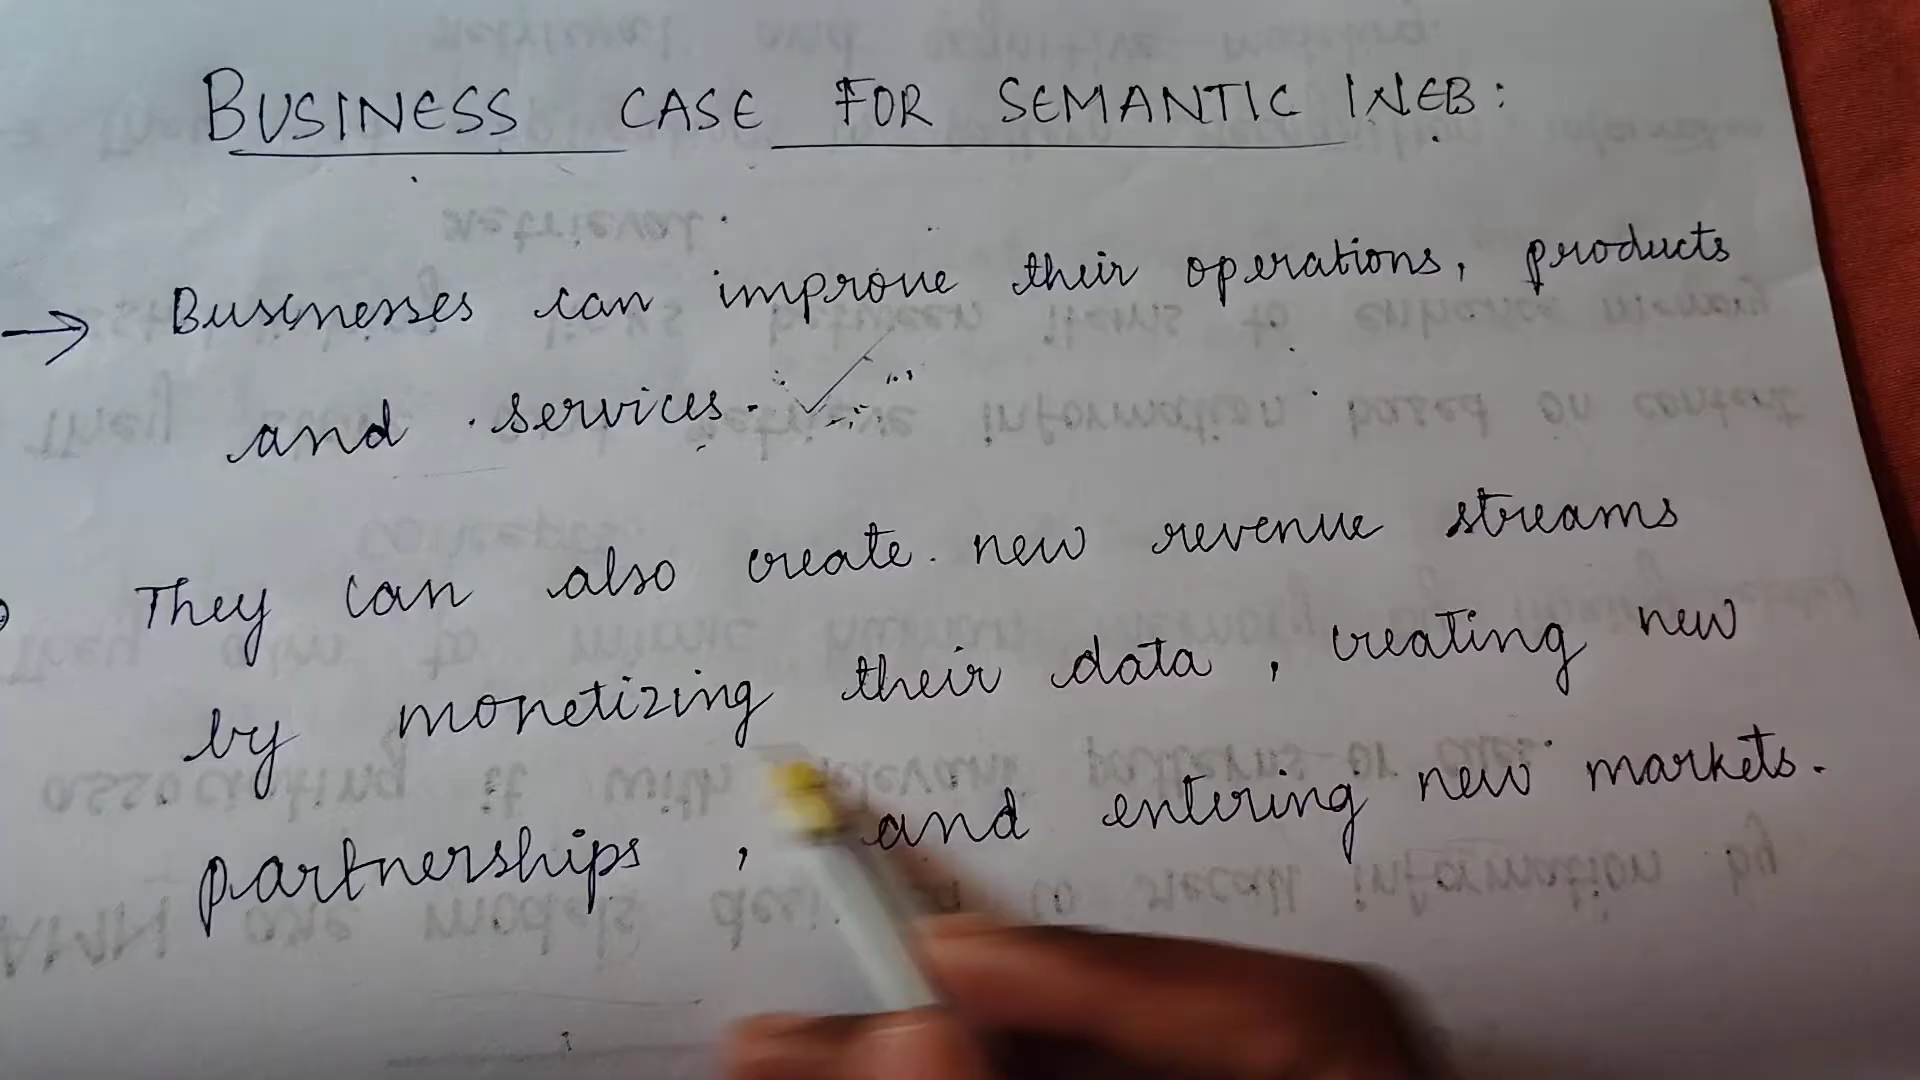 BUSINESS CASE FOR SEMANTIC WEB:
→ Businesses can improve their operations, products
and services.
They can also create new revenue streams
by monetizing their data, creating new
partnerships, and entering new markets.